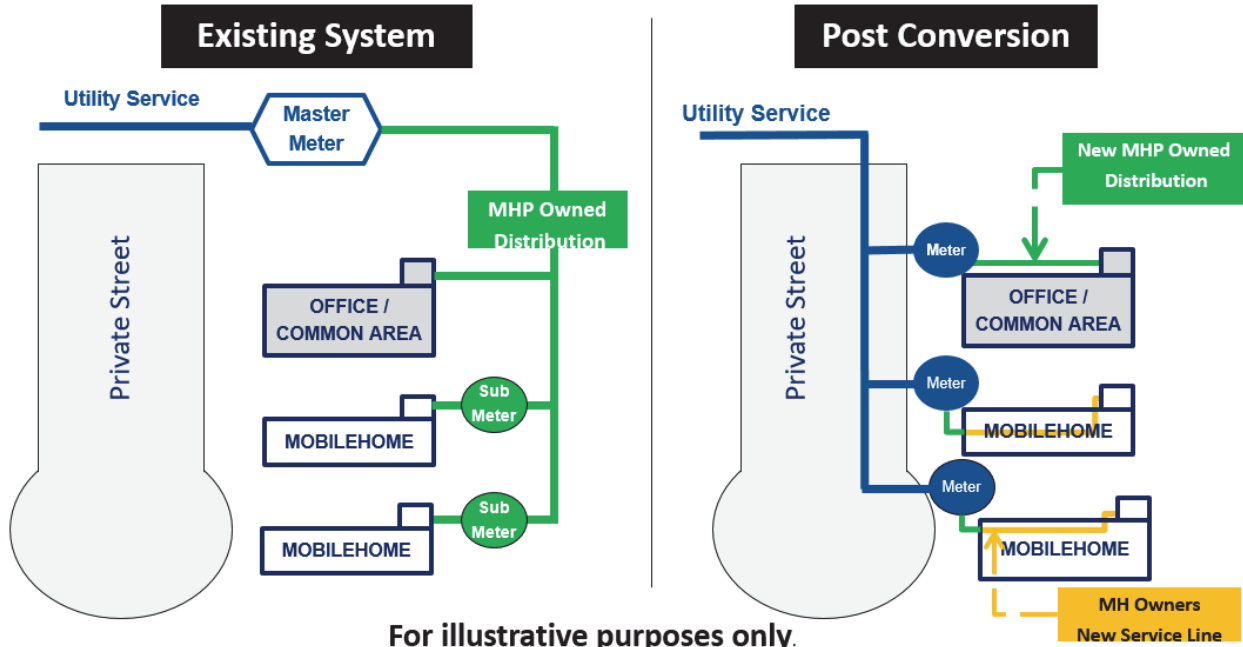 Existing System
Utility Service
Master
Meter
MHP Owned
Distribution
Private Street
OFFICE /
COMMON AREA
Sub
Meter
MOBILEHOME
Sub
Meter
MOBILEHOME
Post Conversion
Utility Service
New MHP Owned
Distribution
Private Street
Meter
OFFICE /
COMMON AREA
Meter
MOBILEHOME
Meter
MOBILEHOME
MH Owners
New Service Line
For illustrative purposes only.